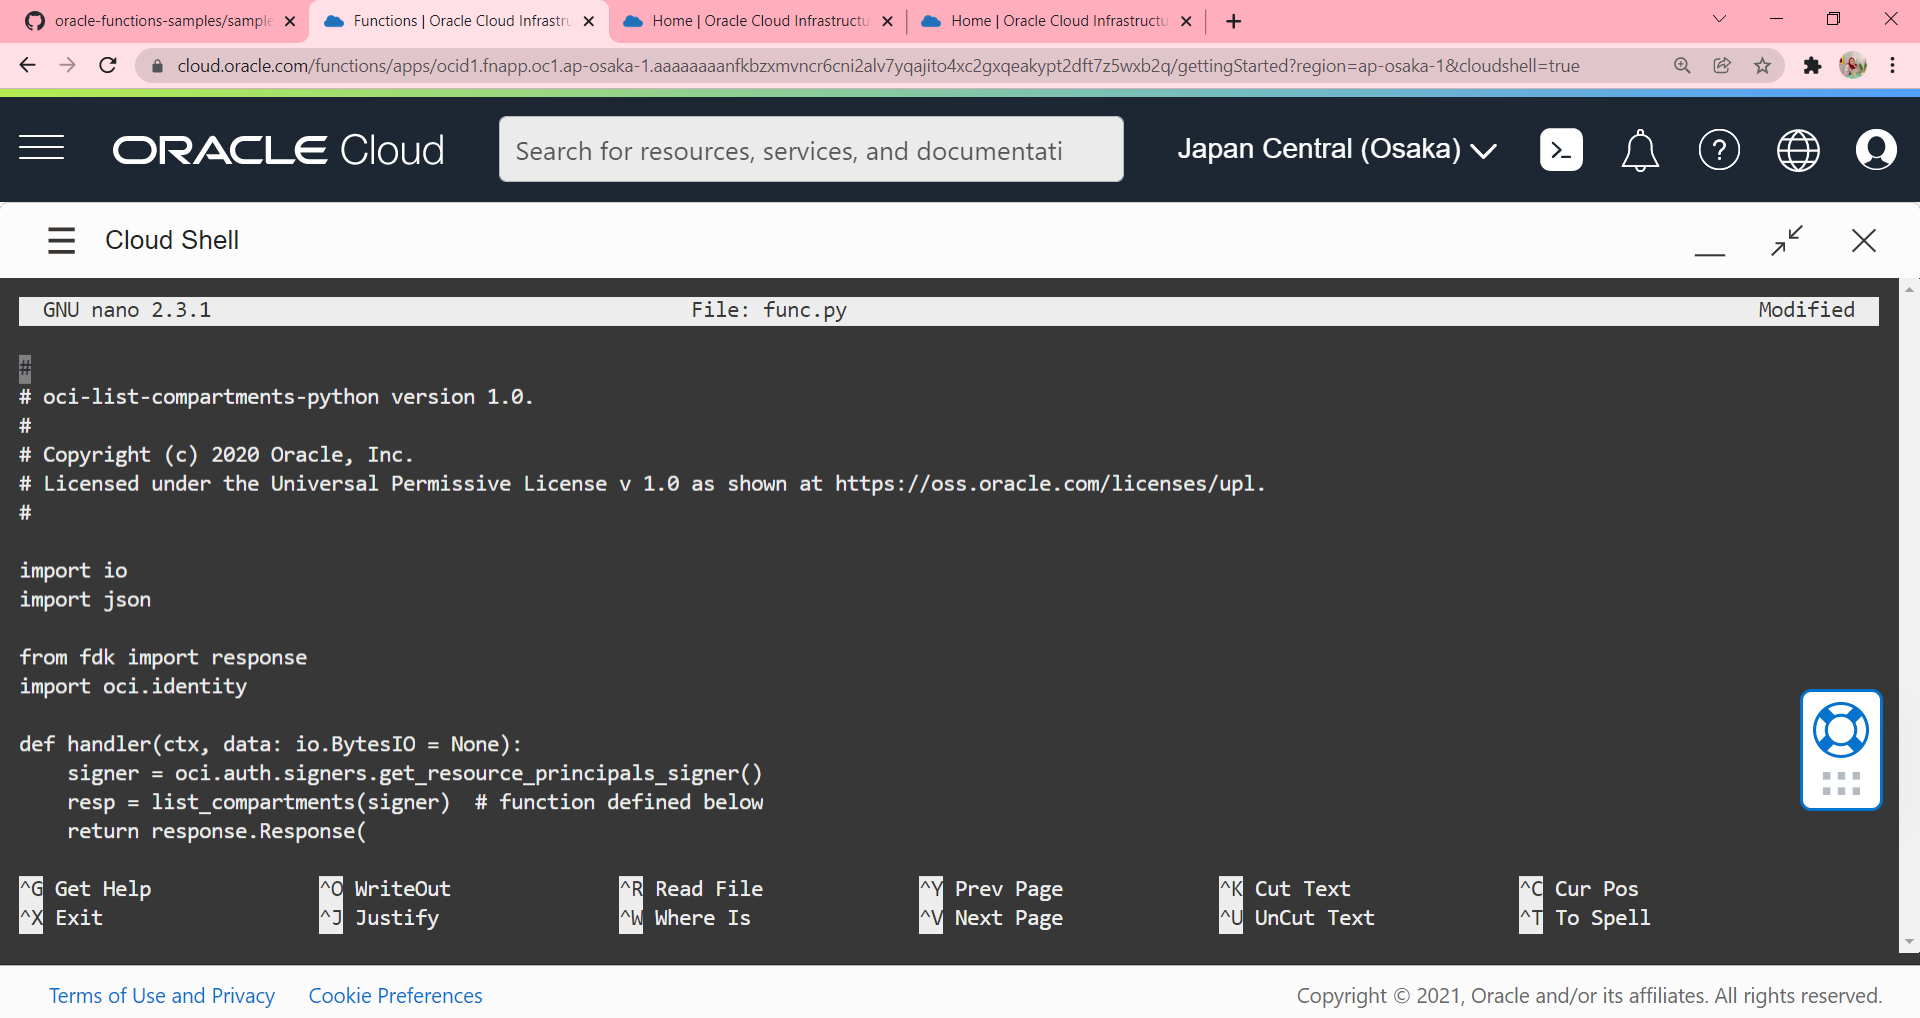 oracle-functions-samples/sample
Functions | Oracle Cloud Infrastru
Home | Oracle Cloud Infrastructu
Home | Oracle Cloud Infrastructu
cloud.oracle.com/functions/apps/ocid1.fnapp.oc1.ap-osaka-1.aaaaaaaanfkbzxmvncr6cni2alv7yqajito4xc2gxqeakypt2dft7z5wxb2q/gettingStarted?region=ap-osaka-1&cloudshell=true
ORACLE Cloud
Search for resources, services, and documentati
Japan Central (Osaka)
Cloud Shell
GNU nano 2.3.1 File: func.py Modified
#
# oci-list-compartments-python version 1.0.
#
# Copyright (c) 2020 Oracle, Inc.
# Licensed under the Universal Permissive License v 1.0 as shown at https://oss.oracle.com/licenses/upl.
#
import io
import json
from fdk import response
import oci.identity
def handler(ctx, data: io.BytesIO = None):
    signer = oci.auth.signers.get_resource_principals_signer()
    resp = list_compartments(signer)  # function defined below
    return response.Response(
^G Get Help ^O WriteOut ^R Read File ^Y Prev Page ^K Cut Text ^C Cur Pos
^X Exit ^J Justify ^W Where Is ^V Next Page ^U UnCut Text ^T To Spell
Terms of Use and Privacy Cookie Preferences Copyright © 2021, Oracle and/or its affiliates. All rights reserved.